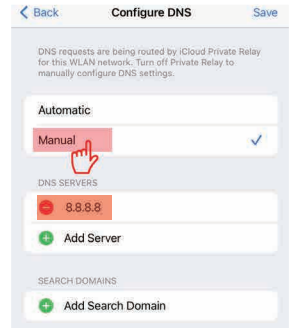 Back Configure DNS Save
DNS requests are being routed by iCloud Private Relay
for this WLAN network. Turn off Private Relay to
manually configure DNS settings.
Automatic
Manual
DNS SERVERS
8.8.8.8
Add Server
SEARCH DOMAINS
Add Search Domain